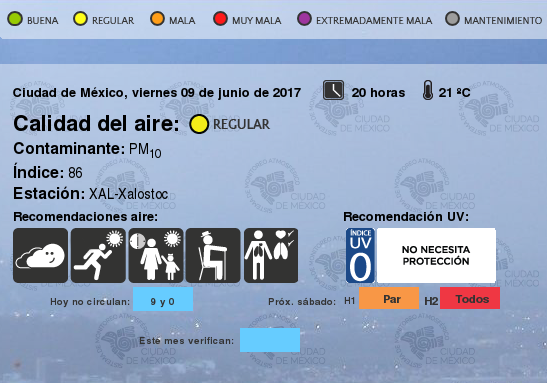 BUENA REGULAR MALA MUY MALA EXTREMADAMENTE MALA MANTENIMIENTO
Ciudad de México, viernes 09 de junio de 2017 20 horas 21 ºC
Calidad del aire: REGULAR
Contaminante: PM10
Índice: 86
Estación: XAL-Xalostoc
Recomendaciones aire: Recomendación UV:
ÍNDICE
UV
0
NO NECESITA
PROTECCIÓN
Hoy no circulan: 9 y 0 Próx. sábado: H1 Par H2 Todos
Este mes verifican: